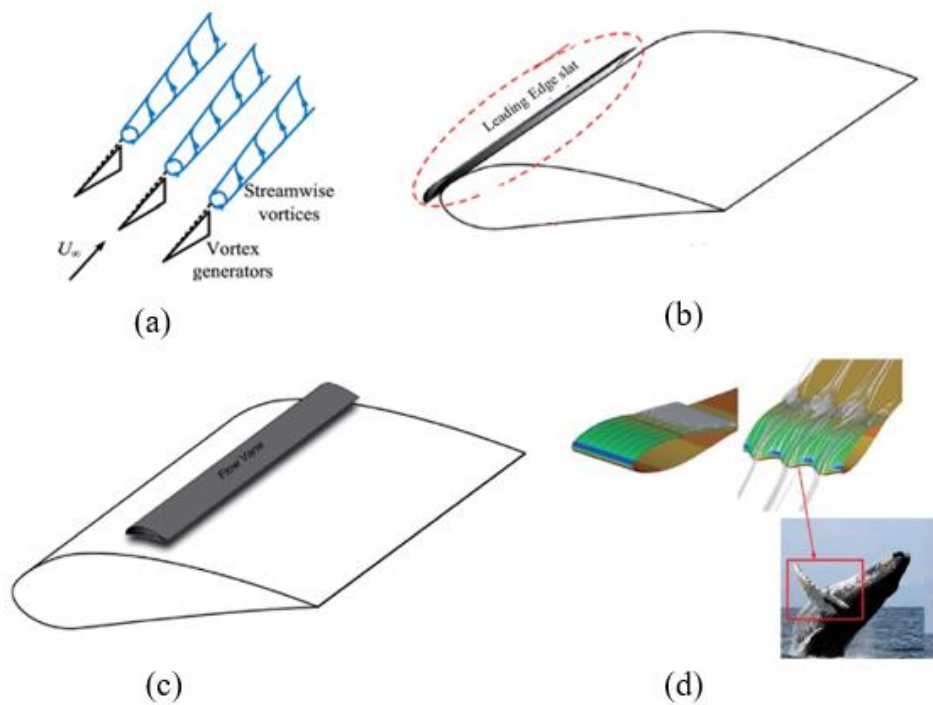 Streamwise
vortices
U∞
Vortex
generators
(a)
Leading Edge slat
(b)
Flow Vane
(c)
(d)